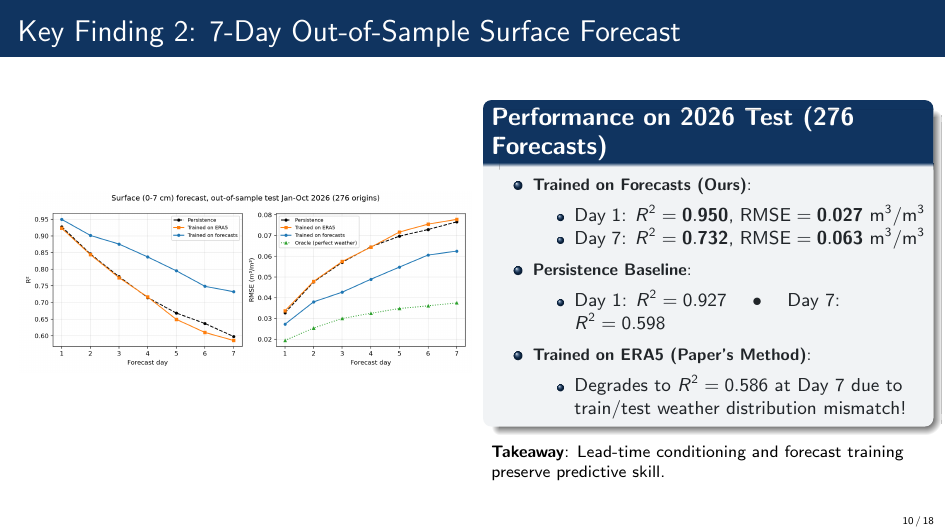 Key Finding 2: 7-Day Out-of-Sample Surface Forecast
Surface (0-7 cm) forecast, out-of-sample test Jan-Oct 2026 (276 origins)
R²
0.95
0.90
0.85
0.80
0.75
0.70
0.65
0.60
Persistence
Trained on ERA5
Trained on forecasts
1 2 3 4 5 6 7
Forecast day
RMSE (m³/m³)
0.08
0.07
0.06
0.05
0.04
0.03
0.02
Persistence
Trained on ERA5
Trained on forecasts
Oracle (perfect weather)
1 2 3 4 5 6 7
Forecast day
Performance on 2026 Test (276
Forecasts)
Trained on Forecasts (Ours):
Day 1: R² = 0.950, RMSE = 0.027 m³/m³
Day 7: R² = 0.732, RMSE = 0.063 m³/m³
Persistence Baseline:
Day 1: R² = 0.927 • Day 7:
R² = 0.598
Trained on ERA5 (Paper's Method):
Degrades to R² = 0.586 at Day 7 due to
train/test weather distribution mismatch!
Takeaway: Lead-time conditioning and forecast training
preserve predictive skill.
10 / 18